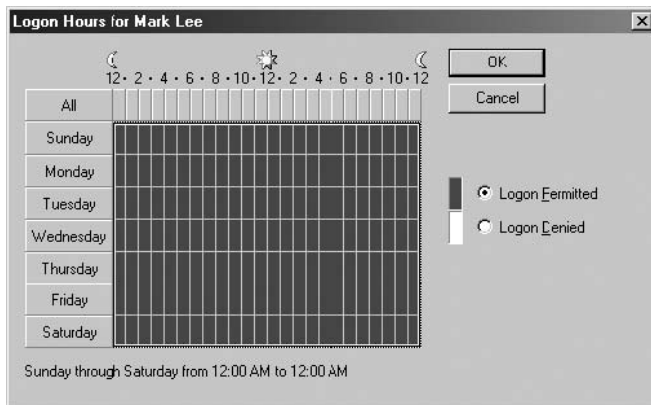 Logon Hours for Mark Lee
12 · 2 · 4 · 6 · 8 · 10 · 12 · 2 · 4 · 6 · 8 · 10 · 12
OK
Cancel
All
Sunday
Monday
Tuesday
Wednesday
Thursday
Friday
Saturday
Logon Fermitted
Logon Denied
Sunday through Saturday from 12:00 AM to 12:00 AM